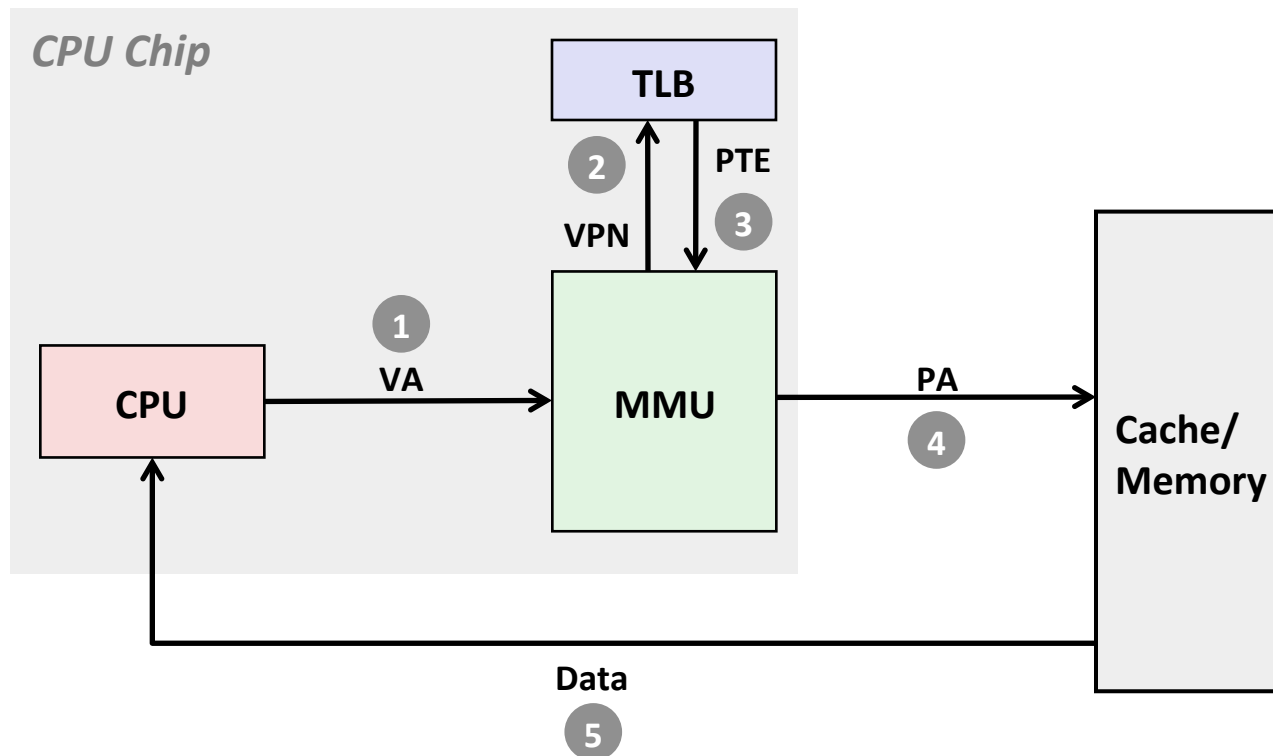 CPU Chip
TLB
2
PTE
3
VPN
1
VA
CPU
MMU
PA
4
Cache/
Memory
Data
5